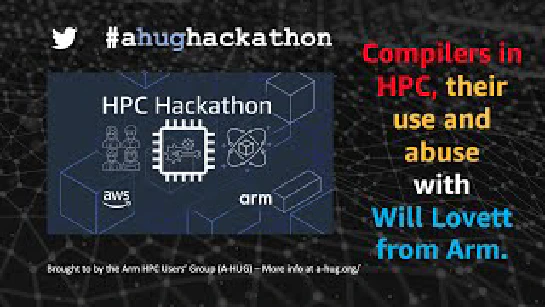 #ahughackathon
HPC Hackathon
aws
arm
Brought to by the Arm HPC Users' Group (A-HUG) – More info at a-hug.org/
Compilers in
HPC, their
use and
abuse
with
Will Lovett
from Arm.